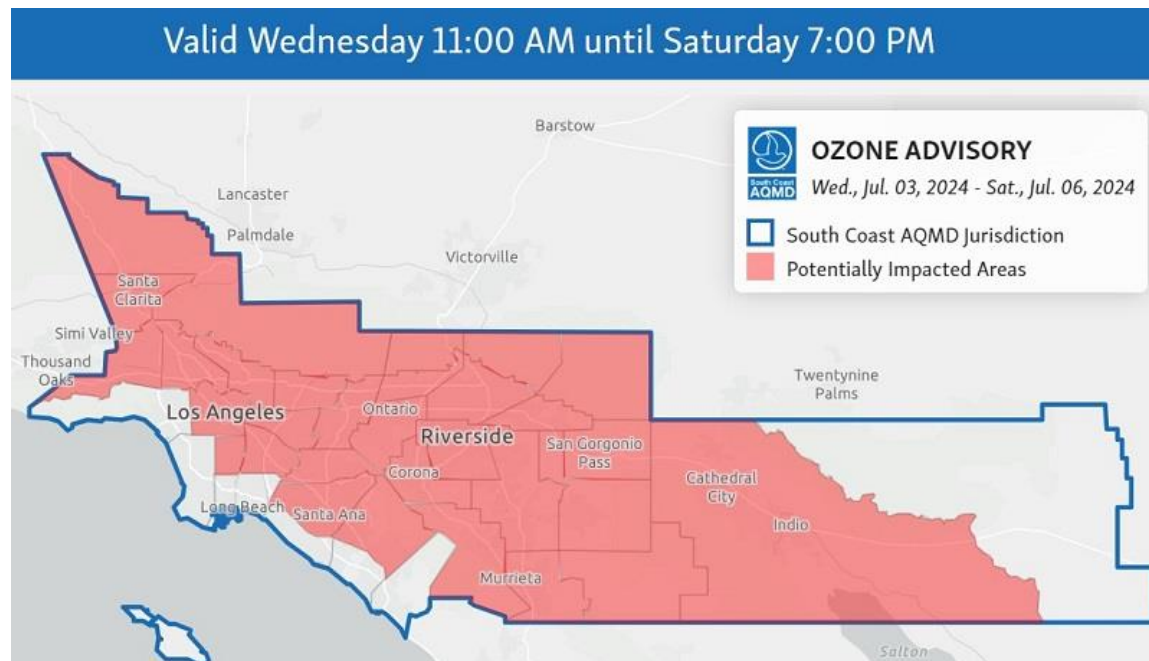 Valid Wednesday 11:00 AM until Saturday 7:00 PM
South Coast
AQMD
OZONE ADVISORY
Wed., Jul. 03, 2024 - Sat., Jul. 06, 2024
South Coast AQMD Jurisdiction
Potentially Impacted Areas
Barstow
Lancaster
Palmdale
Victorville
Santa
Clarita
Simi Valley
Thousand
Oaks
Twentynine
Palms
Los Angeles
Ontario
Riverside
San Gorgonio
Pass
Corona
Cathedral
City
Long Beach
Santa Ana
Indio
Murrieta
Salton